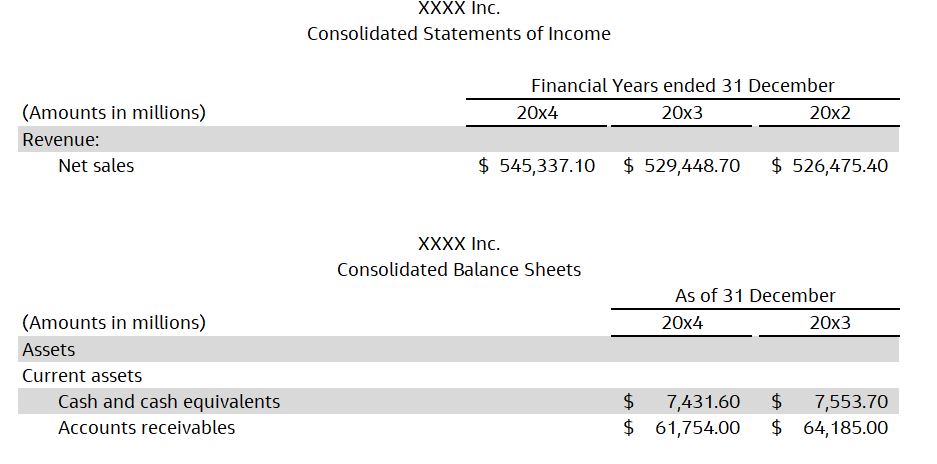 XXXX Inc.
Consolidated Statements of Income
Financial Years ended 31 December
(Amounts in millions) 20x4 20x3 20x2
Revenue:
Net sales $ 545,337.10 $ 529,448.70 $ 526,475.40
XXXX Inc.
Consolidated Balance Sheets
As of 31 December
(Amounts in millions) 20x4 20x3
Assets
Current assets
Cash and cash equivalents $ 7,431.60 $ 7,553.70
Accounts receivables $ 61,754.00 $ 64,185.00